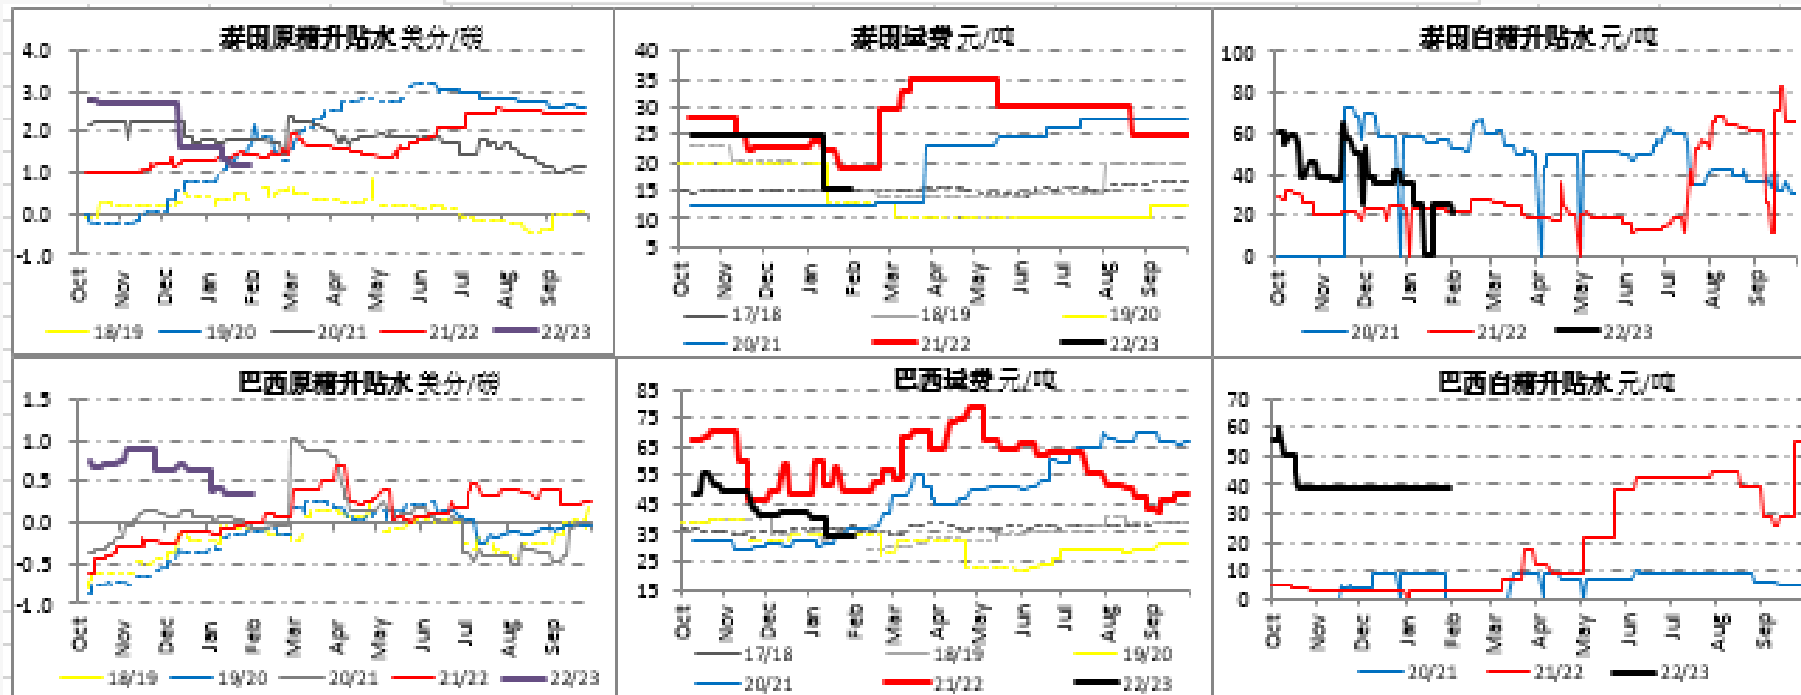 泰国原糖升贴水 美分/磅
4.0
3.0
2.0
1.0
0.0
-1.0
Oct Nov Dec Jan Feb Mar Apr May Jun Jul Aug Sep
18/19 19/20 20/21 21/22 22/23
泰国运费 元/吨
40
35
30
25
20
15
10
5
Oct Nov Dec Jan Feb Mar Apr May Jun Jul Aug Sep
17/18 18/19 19/20
20/21 21/22 22/23
泰国白糖升贴水 元/吨
100
80
60
40
20
0
Oct Nov Dec Jan Feb Mar Apr May Jun Jul Aug Sep
20/21 21/22 22/23
巴西原糖升贴水 美分/磅
1.5
1.0
0.5
0.0
-0.5
-1.0
Oct Nov Dec Jan Feb Mar Apr May Jun Jul Aug Sep
18/19 19/20 20/21 21/22 22/23
巴西运费 元/吨
85
75
65
55
45
35
25
15
Oct Nov Dec Jan Feb Mar Apr May Jun Jul Aug Sep
17/18 18/19 19/20
20/21 21/22 22/23
巴西白糖升贴水 元/吨
70
60
50
40
30
20
10
0
Oct Nov Dec Jan Feb Mar Apr May Jun Jul Aug Sep
20/21 21/22 22/23